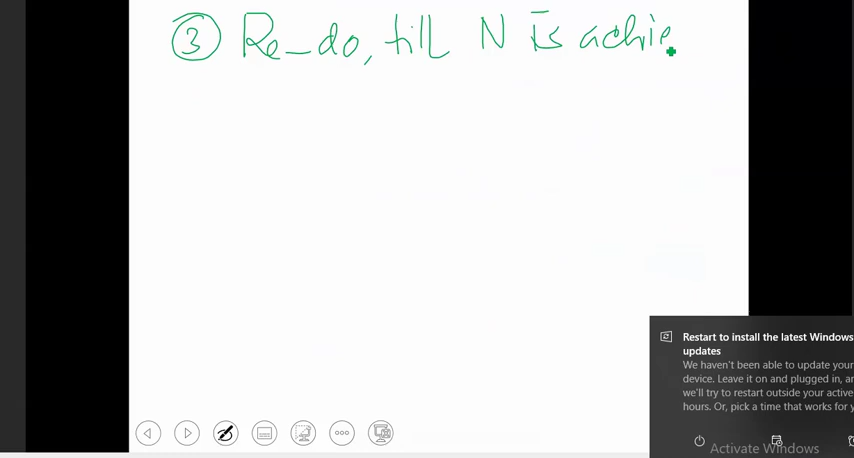 ③ Re-do, till N is achie
Restart to install the latest Windows
updates
We haven't been able to update your
device. Leave it on and plugged in, an
we'll try to restart outside your active
hours. Or, pick a time that works for y
Activate Windows